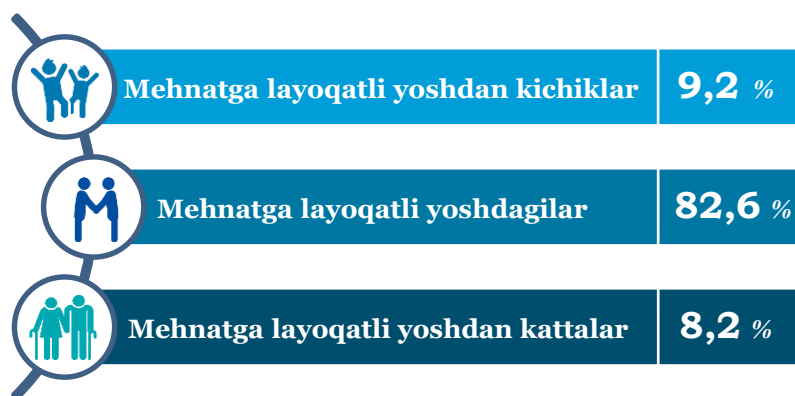 Mehnatga layoqatli yoshdan kichiklar 9,2 %
Mehnatga layoqatli yoshdagilar 82,6 %
Mehnatga layoqatli yoshdan kattalar 8,2 %